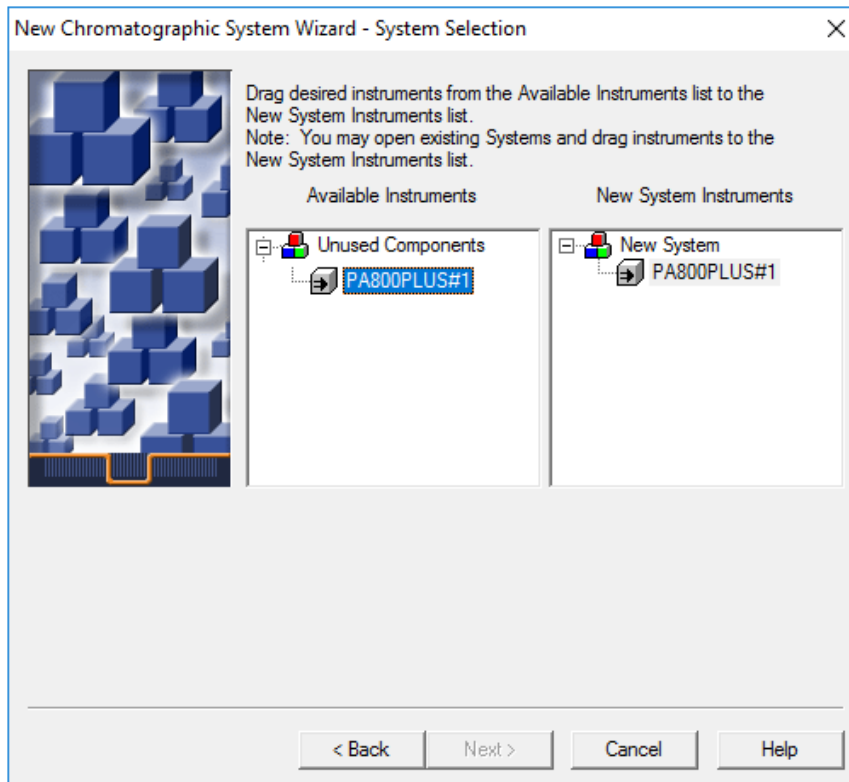 New Chromatographic System Wizard - System Selection
Drag desired instruments from the Available Instruments list to the
New System Instruments list.
Note:  You may open existing Systems and drag instruments to the
New System Instruments list.
Available Instruments
New System Instruments
Unused Components
PA800PLUS#1
New System
PA800PLUS#1
< Back
Next >
Cancel
Help